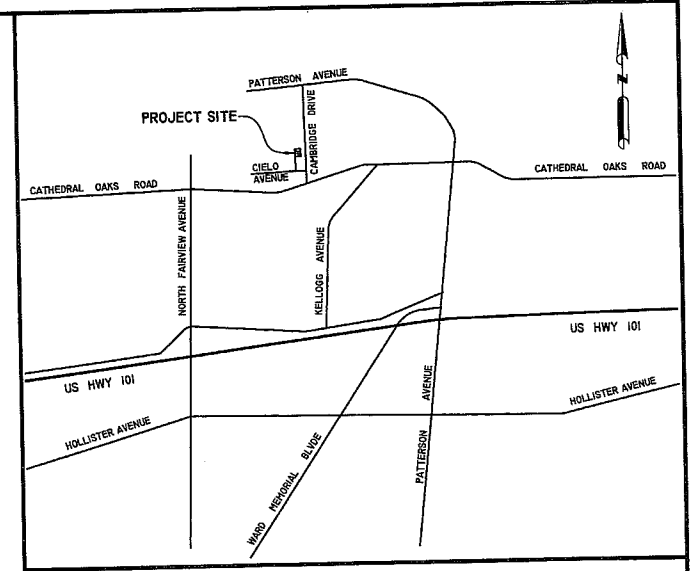 PATTERSON AVENUE
PROJECT SITE
CAMBRIDGE DRIVE
N
CIELO
AVENUE
CATHEDRAL OAKS ROAD
CATHEDRAL OAKS ROAD
NORTH FAIRVIEW AVENUE
KELLOGG AVENUE
US HWY 101
US HWY 101
HOLLISTER AVENUE
HOLLISTER AVENUE
WARD MEMORIAL BLVDE
PATTERSON AVENUE